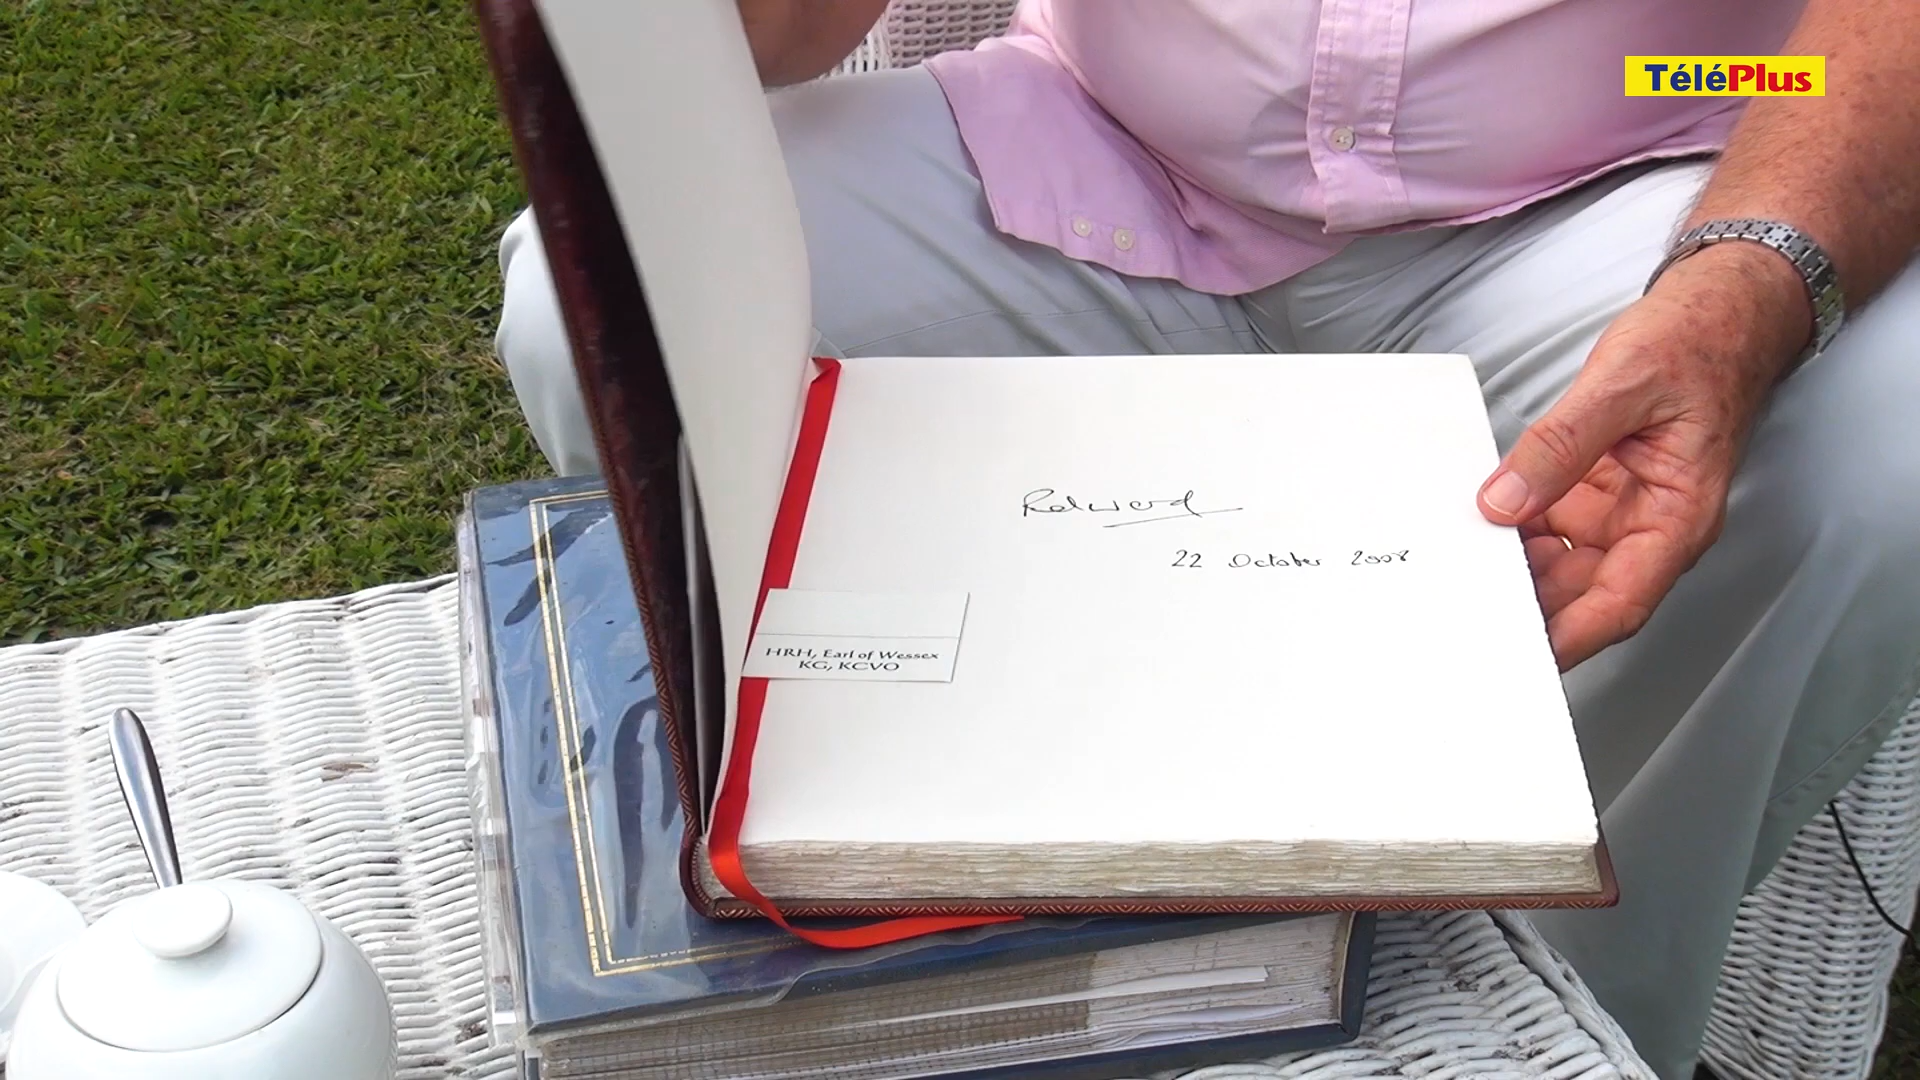 TéléPlus
Edward
22 October 2008
HRH, Earl of Wessex
KG, KCVO